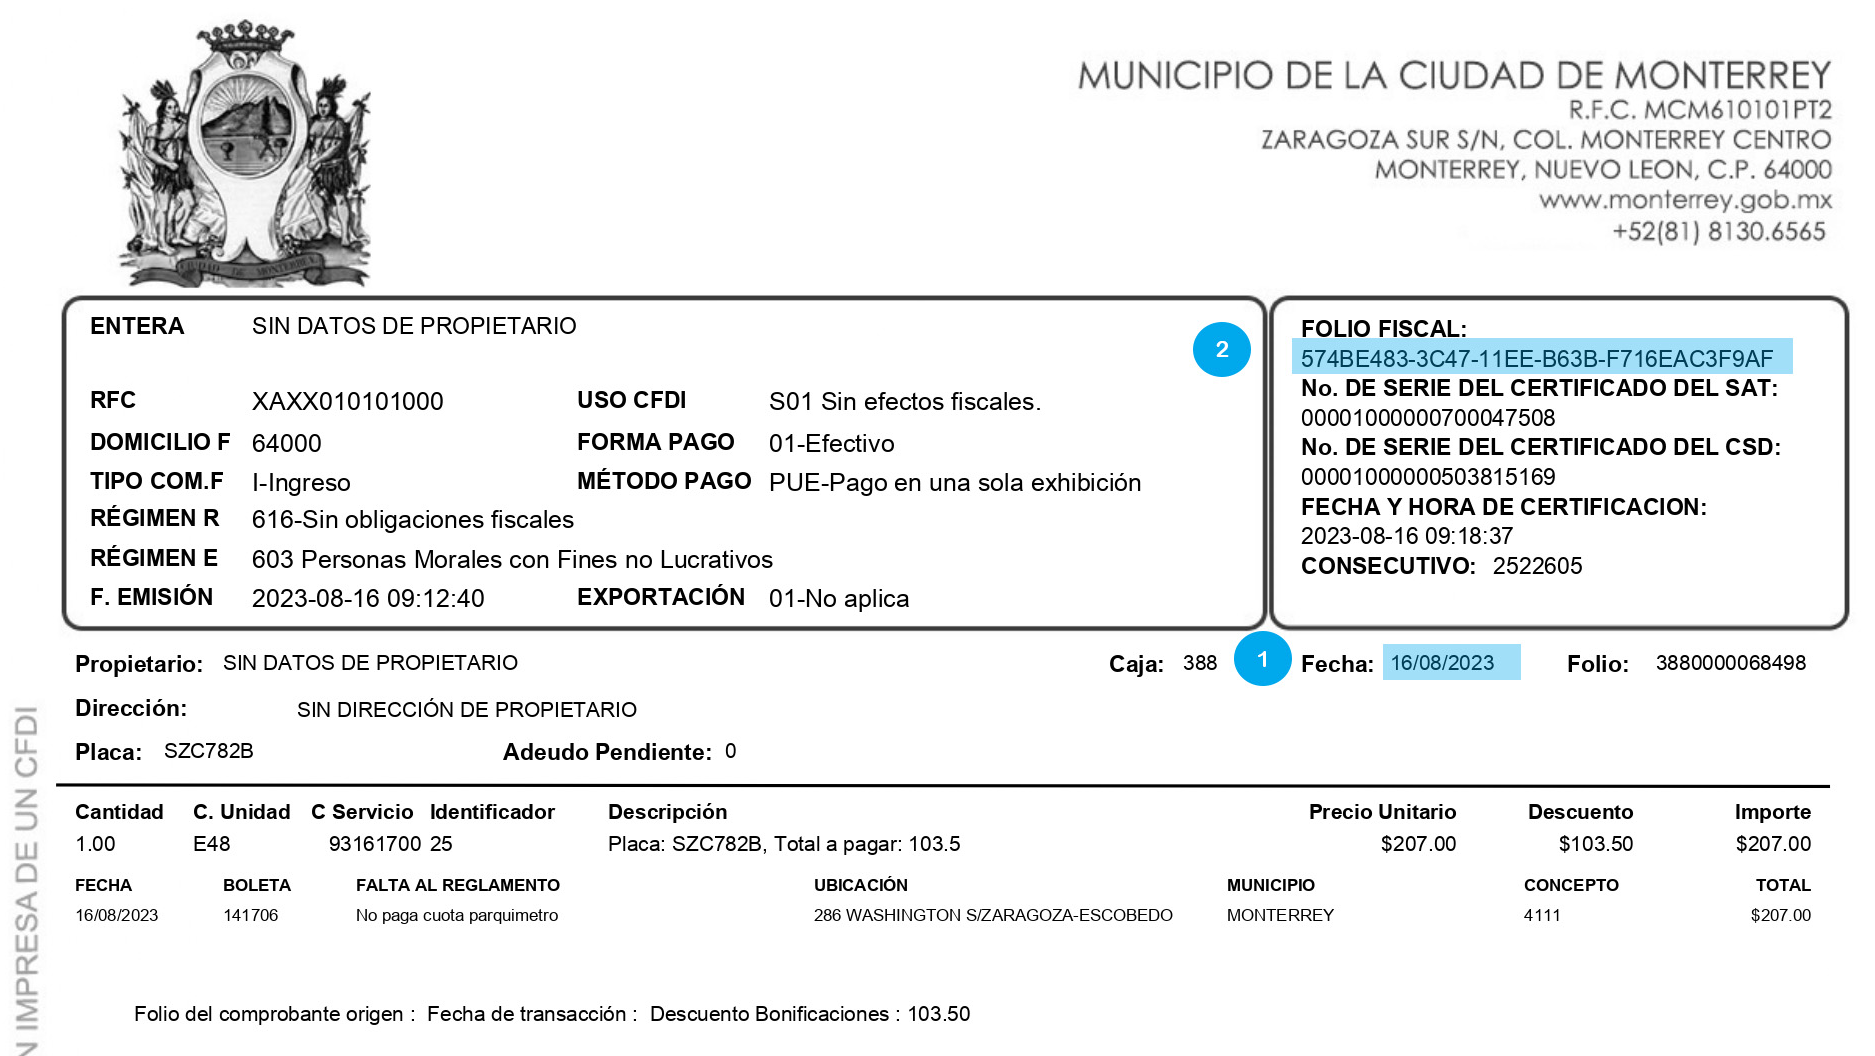 CIUDAD DE MONTERREY
MUNICIPIO DE LA CIUDAD DE MONTERREY
R.F.C. MCM610101PT2
ZARAGOZA SUR S/N, COL. MONTERREY CENTRO
MONTERREY, NUEVO LEON, C.P. 64000
www.monterrey.gob.mx
+52(81) 8130.6565
ENTERA SIN DATOS DE PROPIETARIO
RFC XAXX010101000 USO CFDI S01 Sin efectos fiscales.
DOMICILIO F 64000 FORMA PAGO 01-Efectivo
TIPO COM.F I-Ingreso MÉTODO PAGO PUE-Pago en una sola exhibición
RÉGIMEN R 616-Sin obligaciones fiscales
RÉGIMEN E 603 Personas Morales con Fines no Lucrativos
F. EMISIÓN 2023-08-16 09:12:40 EXPORTACIÓN 01-No aplica
2
FOLIO FISCAL:
574BE483-3C47-11EE-B63B-F716EAC3F9AF
No. DE SERIE DEL CERTIFICADO DEL SAT:
00001000000700047508
No. DE SERIE DEL CERTIFICADO DEL CSD:
00001000000503815169
FECHA Y HORA DE CERTIFICACION:
2023-08-16 09:18:37
CONSECUTIVO: 2522605
Propietario: SIN DATOS DE PROPIETARIO Caja: 388 1 Fecha: 16/08/2023 Folio: 3880000068498
Dirección: SIN DIRECCIÓN DE PROPIETARIO
Placa: SZC782B Adeudo Pendiente: 0
Cantidad C. Unidad C Servicio Identificador Descripción Precio Unitario Descuento Importe
1.00 E48 93161700 25 Placa: SZC782B, Total a pagar: 103.5 $207.00 $103.50 $207.00
FECHA BOLETA FALTA AL REGLAMENTO UBICACIÓN MUNICIPIO CONCEPTO TOTAL
16/08/2023 141706 No paga cuota parquimetro 286 WASHINGTON S/ZARAGOZA-ESCOBEDO MONTERREY 4111 $207.00
Folio del comprobante origen : Fecha de transacción : Descuento Bonificaciones : 103.50
N IMPRESA DE UN CFDI